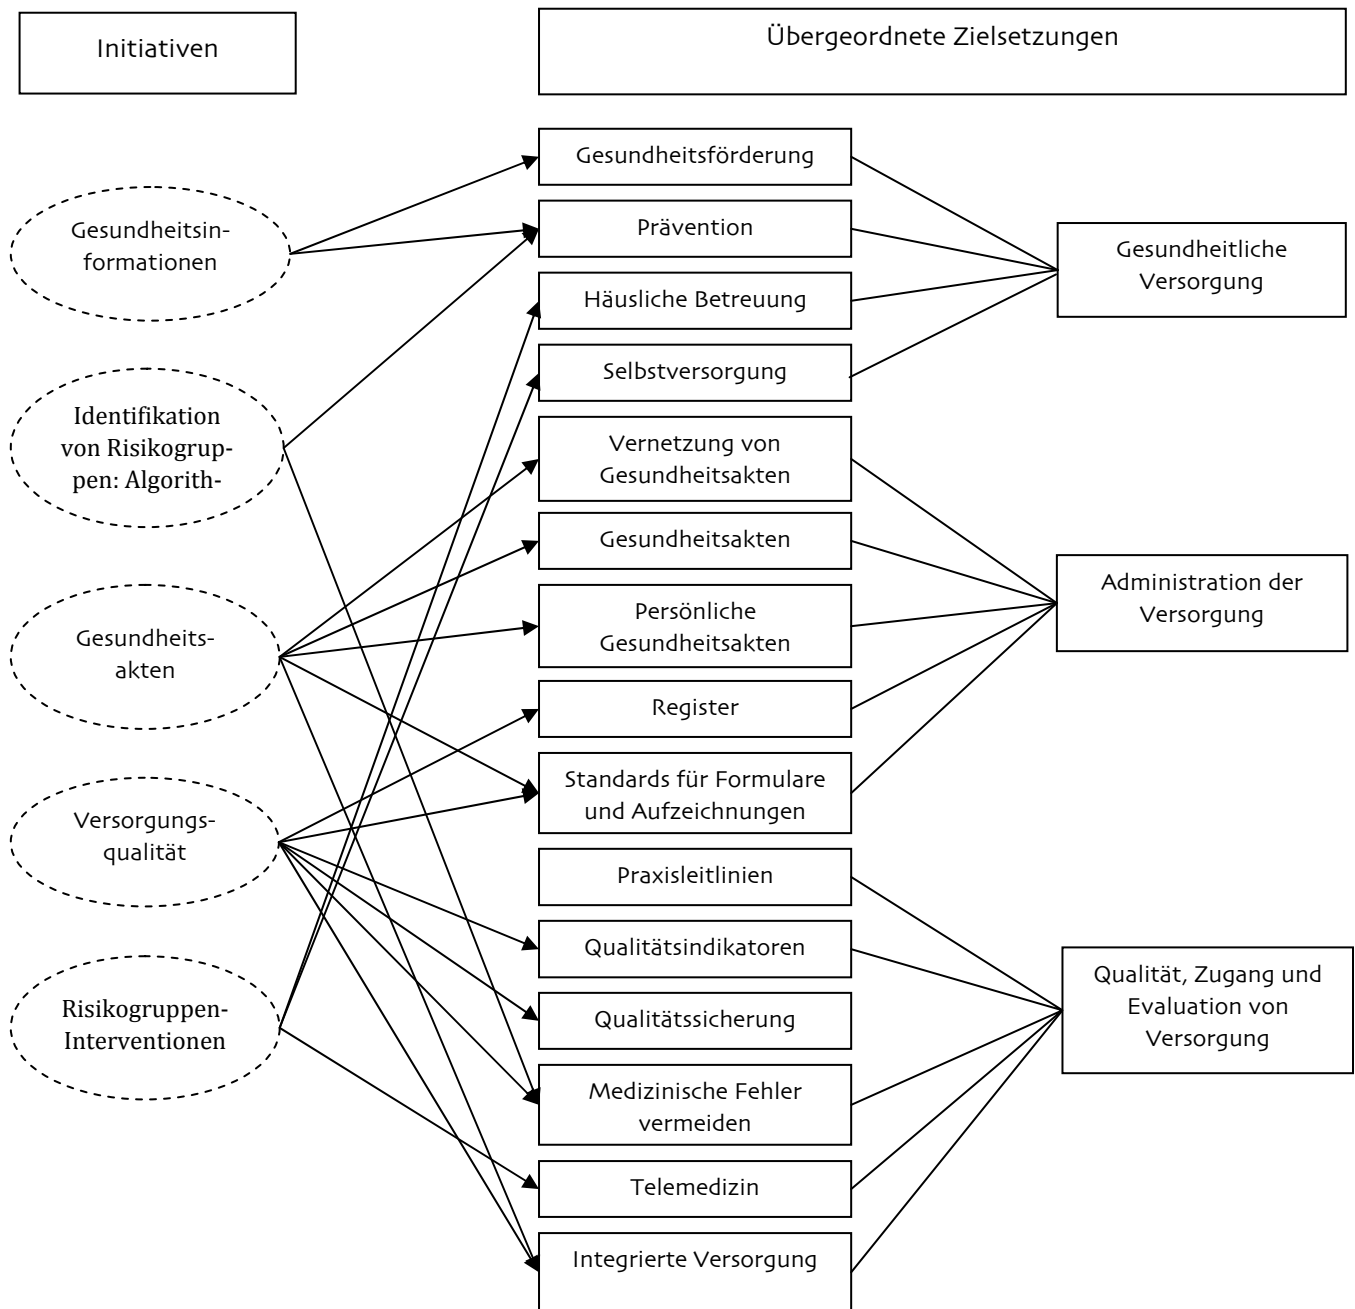 Initiativen
Übergeordnete Zielsetzungen
Gesundheitsin-
formationen
Identifikation
von Risikogrup-
pen: Algorith-
Gesundheits-
akten
Versorgungs-
qualität
Risikogruppen-
Interventionen
Gesundheitsförderung
Prävention
Häusliche Betreuung
Selbstversorgung
Vernetzung von
Gesundheitsakten
Gesundheitsakten
Persönliche
Gesundheitsakten
Register
Standards für Formulare
und Aufzeichnungen
Praxisleitlinien
Qualitätsindikatoren
Qualitätssicherung
Medizinische Fehler
vermeiden
Telemedizin
Integrierte Versorgung
Gesundheitliche
Versorgung
Administration der
Versorgung
Qualität, Zugang und
Evaluation von
Versorgung